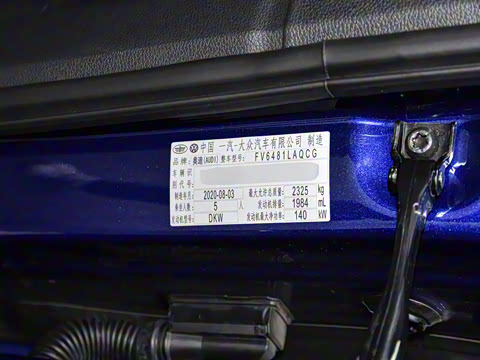 中国 一汽-大众汽车有限公司 制造
品牌: 奥迪(AUDI) 整车型号: FV6481LAQCG
车辆识
制造年月: 2020-08-03 最大允许总质量: 2325 kg
乘坐人数: 5 人 发动机排量: 1984 mL
发动机型号: DKW 发动机最大净功率: 140 kW